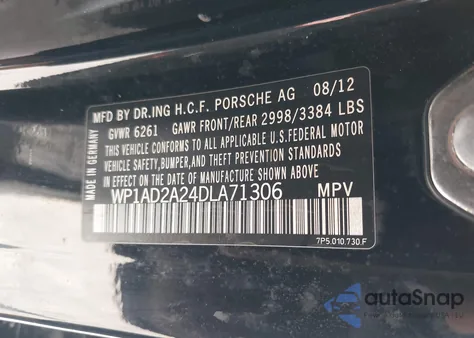 MFD BY DR.ING H.C.F. PORSCHE AG 08/12
GVWR 6261 GAWR FRONT/REAR 2998/3384 LBS
THIS VEHICLE CONFORMS TO ALL APPLICABLE U.S.FEDERAL MOTOR
VEHICLE SAFETY,BUMPER,AND THEFT PREVENTION STANDARDS
IN EFFECT ON THE DATE OF MANUFACTURE SHOWN ABOVE
WP1AD2A24DLA71306 MPV
MADE IN GERMANY
7P5.010.730.F
autoSnap